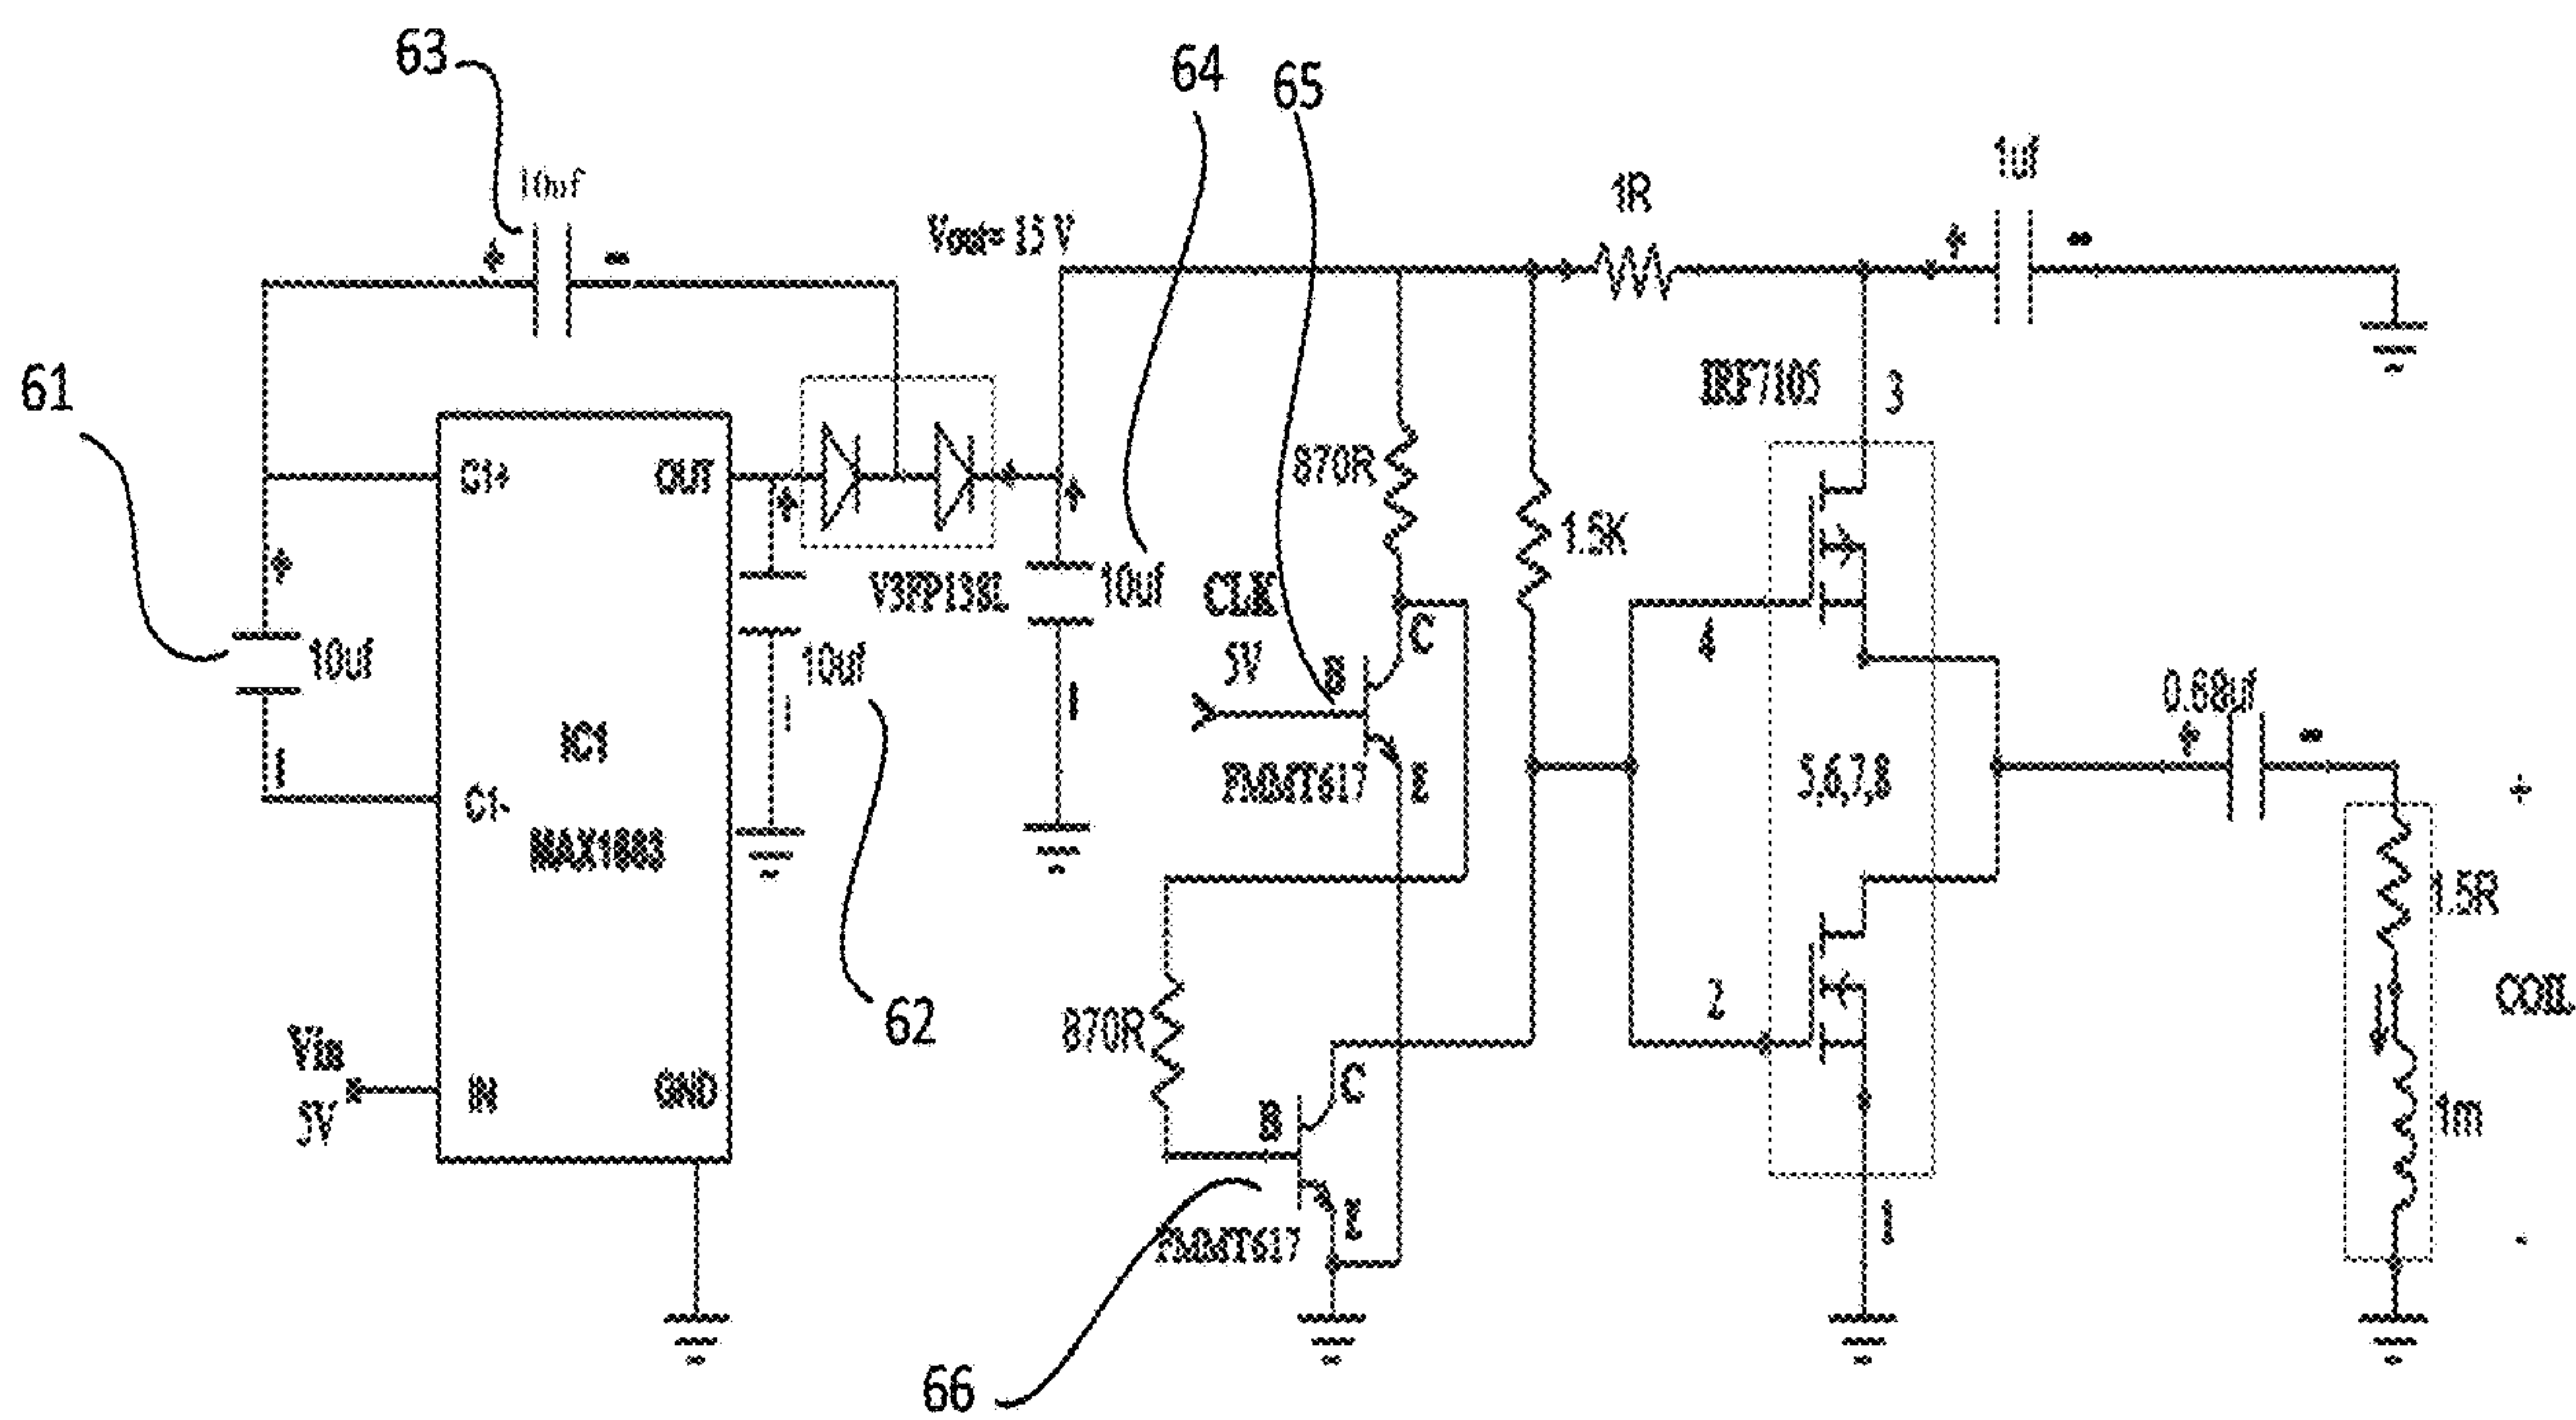 63
64
65
10uf
1uf
1R
Vout= 15 V
61
IRF7105
3
C1+
OUT
870R
1.5K
10uf
CLK
10uf
10uf
5V
B
C
4
0.68uf
IC1
FMMT617
E
5,6,7,8
C1-
+
1.5R
62
870R
2
COIL
Vin
5V
IN
GND
B
C
1m
E
1
FMMT617
-
66